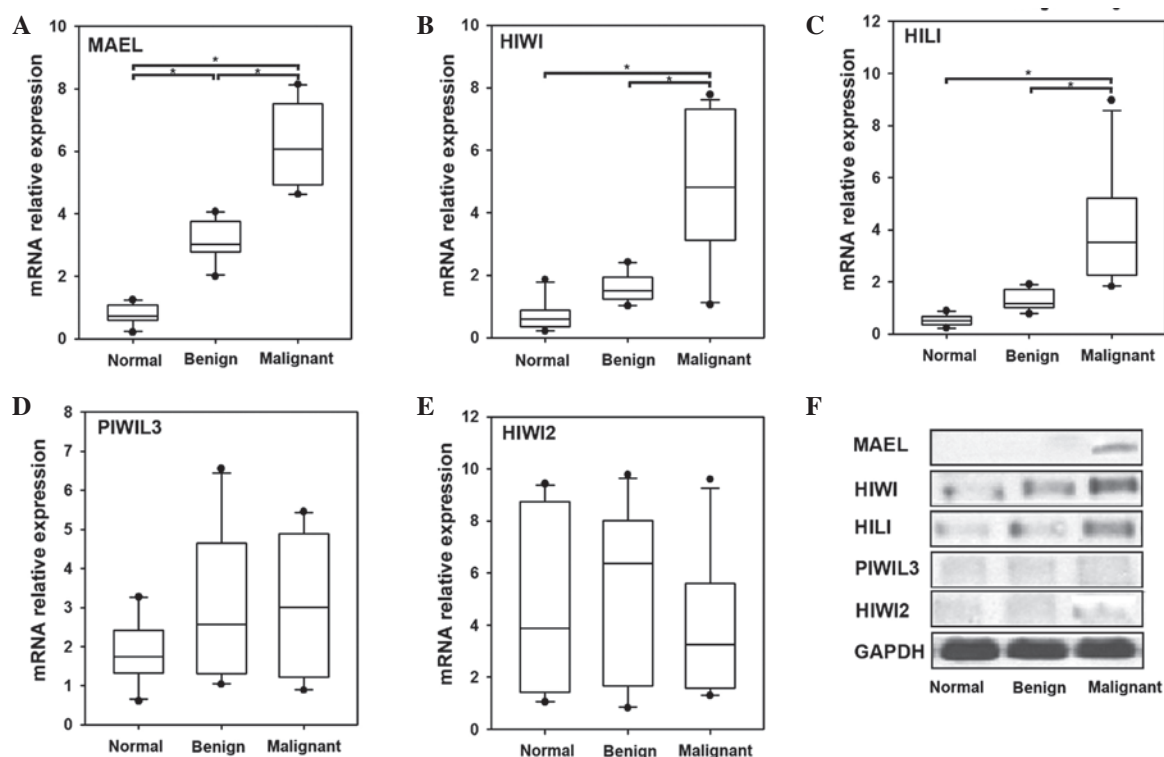 A
MAEL
mRNA relative expression
10
8
6
4
2
0
* * *
Normal Benign Malignant
B
HIWI
mRNA relative expression
10
8
6
4
2
0
* *
Normal Benign Malignant
C
HILI
mRNA relative expression
12
10
8
6
4
2
0
* *
Normal Benign Malignant
D
PIWIL3
mRNA relative expression
8
7
6
5
4
3
2
1
0
Normal Benign Malignant
E
HIWI2
mRNA relative expression
12
10
8
6
4
2
0
Normal Benign Malignant
F
MAEL
HIWI
HILI
PIWIL3
HIWI2
GAPDH
Normal Benign Malignant